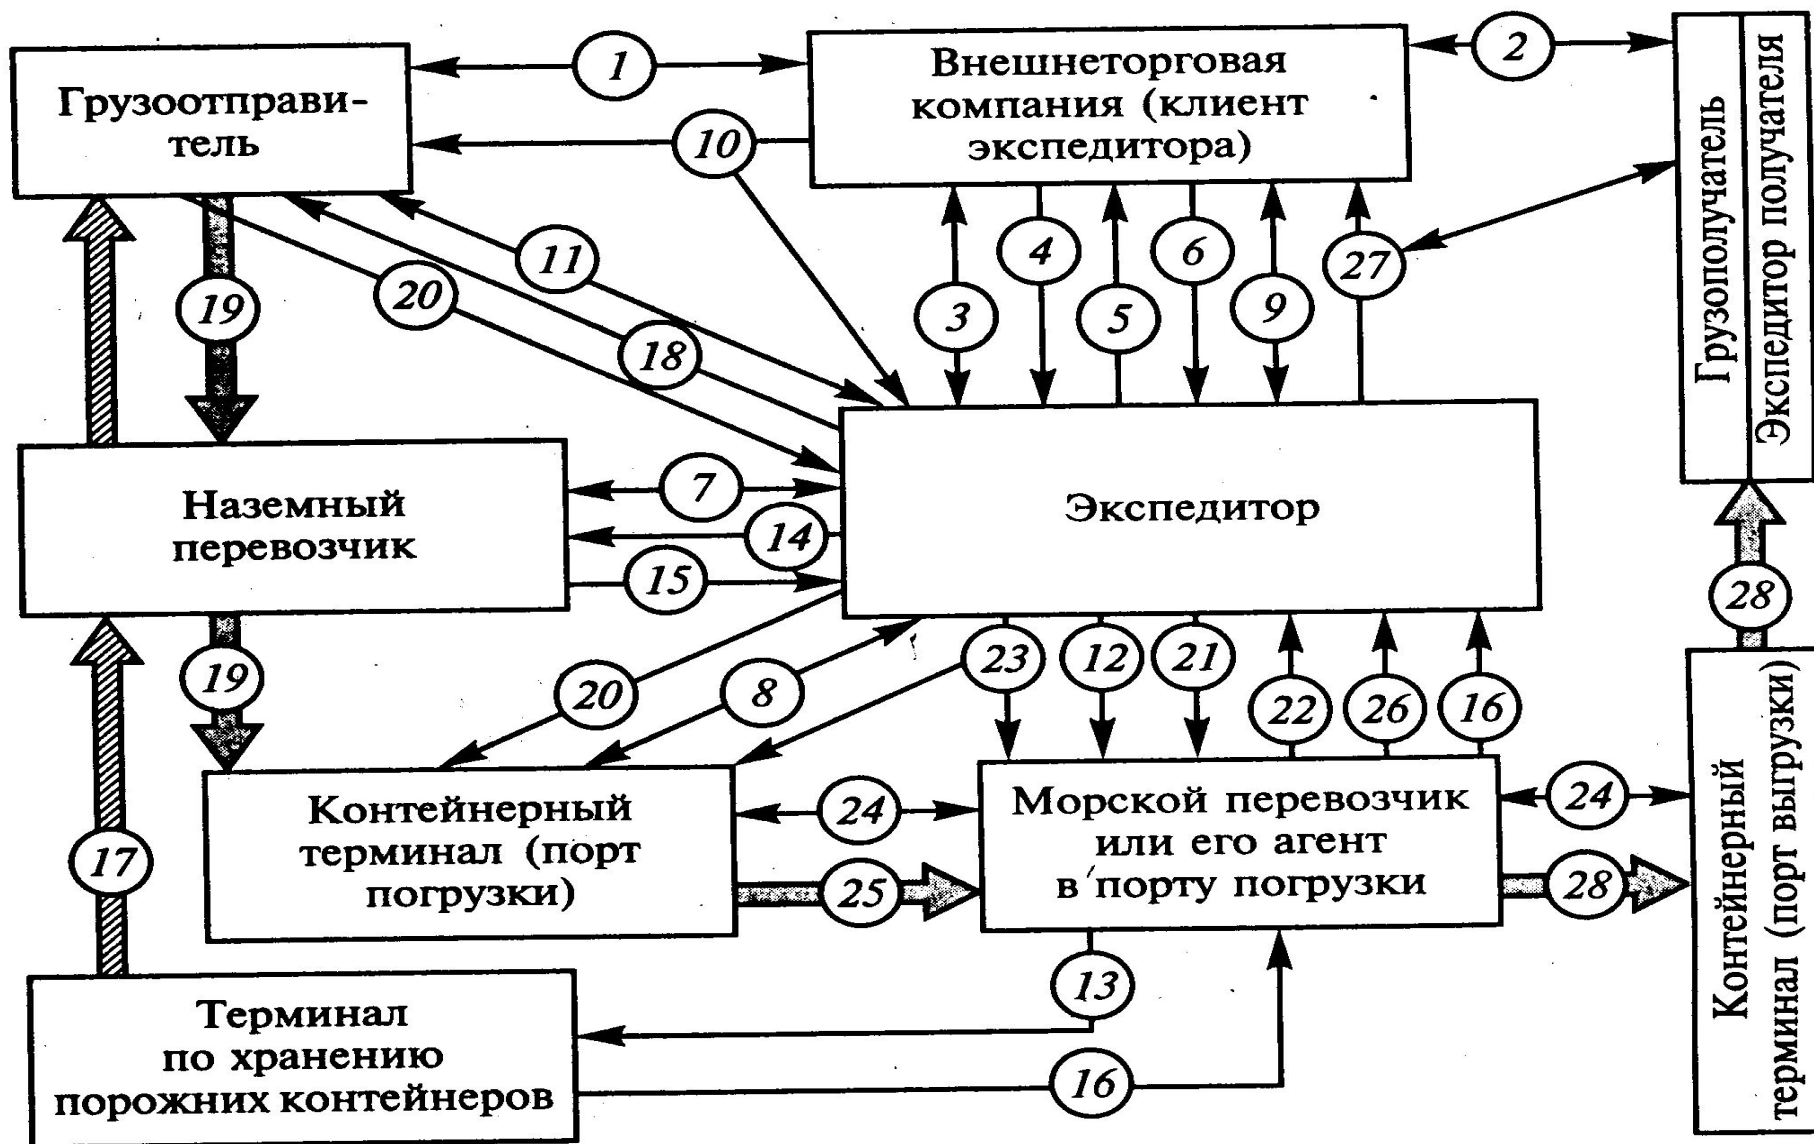 1
2
Грузоотправи-
тель
Внешнеторговая
компания (клиент
экспедитора)
Грузополучатель
Экспедитор получателя
10
11
20
18
19
3
4
5
6
9
27
Наземный
перевозчик
7
14
15
Экспедитор
28
19
20
8
23
12
21
22
26
16
17
Контейнерный
терминал (порт
погрузки)
24
25
Морской перевозчик
или его агент
в порту погрузки
24
28
Контейнерный
терминал (порт выгрузки)
13
16
Терминал
по хранению
порожних контейнеров